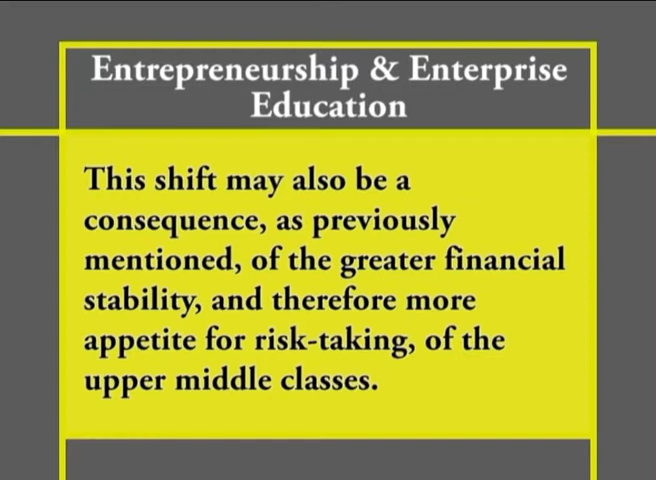 Entrepreneurship & Enterprise
Education
This shift may also be a
consequence, as previously
mentioned, of the greater financial
stability, and therefore more
appetite for risk-taking, of the
upper middle classes.